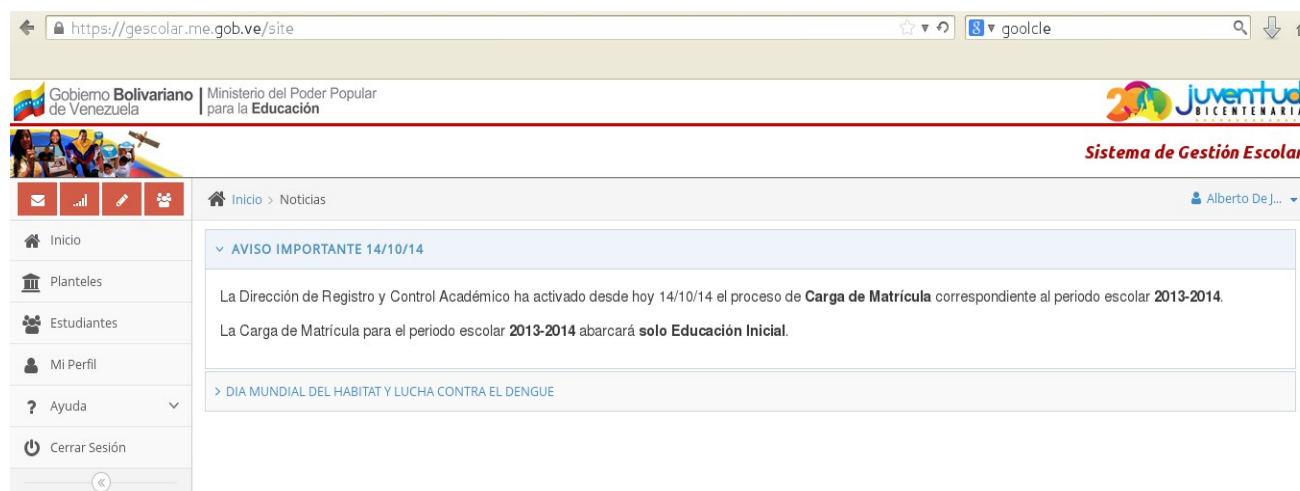 https://gescolar.me.gob.ve/site
goolcle
Gobierno Bolivariano
de Venezuela
Ministerio del Poder Popular
para la Educación
200 juventud
BICENTENARIA
Sistema de Gestión Escolar
Inicio > Noticias
Alberto De J...
Inicio
Planteles
Estudiantes
Mi Perfil
? Ayuda
Cerrar Sesión
AVISO IMPORTANTE 14/10/14
La Dirección de Registro y Control Académico ha activado desde hoy 14/10/14 el proceso de Carga de Matrícula correspondiente al periodo escolar 2013-2014.
La Carga de Matrícula para el periodo escolar 2013-2014 abarcará solo Educación Inicial.
> DIA MUNDIAL DEL HABITAT Y LUCHA CONTRA EL DENGUE